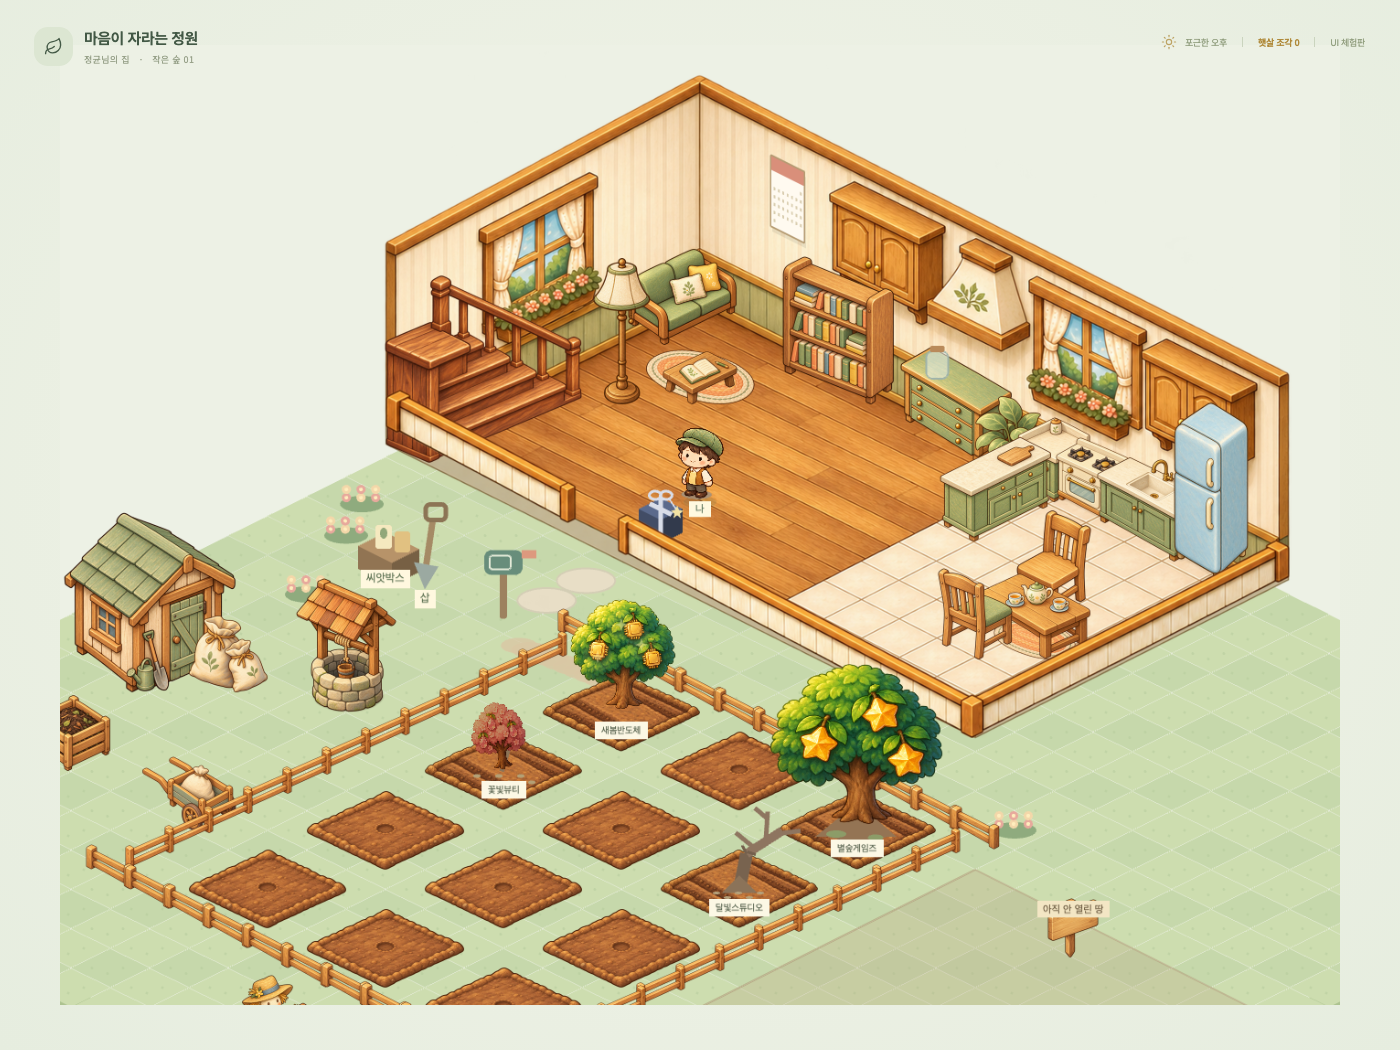 마음이 자라는 정원
정균님의 집 · 작은 숲 01
포근한 오후
햇살 조각 0
UI 체험판
나
씨앗박스
삽
새봄반도체
꽃빛뷰티
별숲게임즈
달빛스튜디오
아직 안 열린 땅